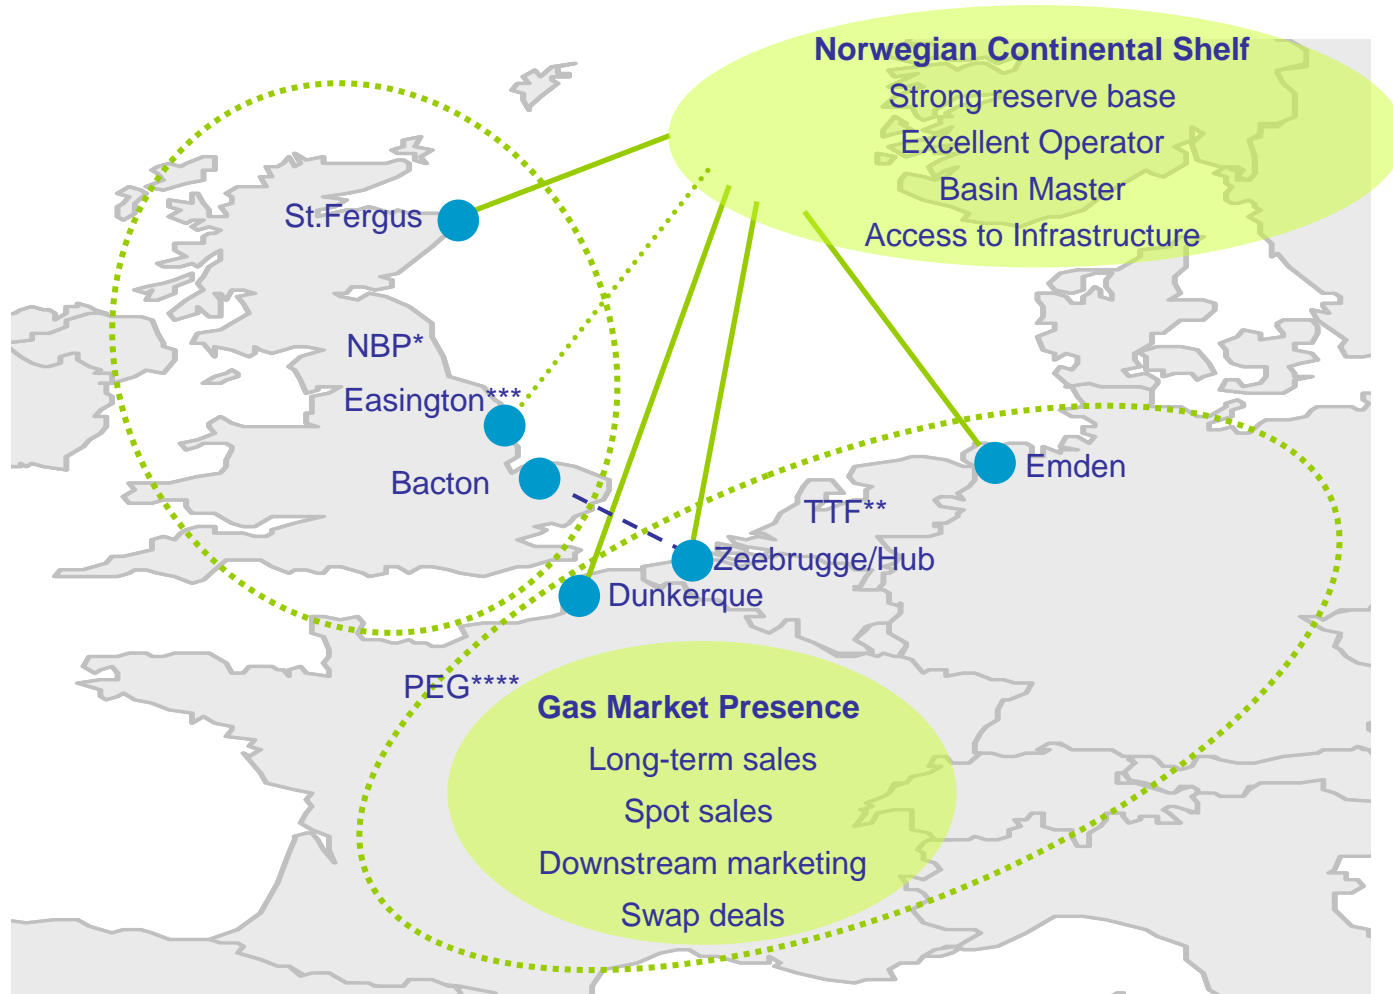 Norwegian Continental Shelf
Strong reserve base
Excellent Operator
Basin Master
Access to Infrastructure
St.Fergus
NBP*
Easington***
Bacton
Emden
TTF**
Zeebrugge/Hub
Dunkerque
PEG****
Gas Market Presence
Long-term sales
Spot sales
Downstream marketing
Swap deals